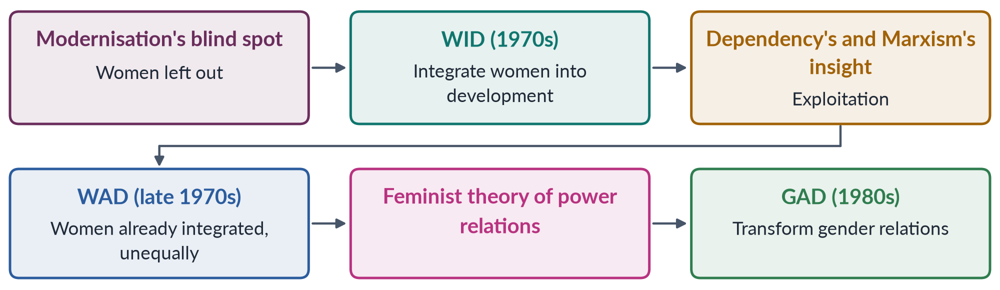 Modernisation's blind spot
Women left out
WID (1970s)
Integrate women into
development
Dependency's and Marxism's
insight
Exploitation
WAD (late 1970s)
Women already integrated,
unequally
Feminist theory of power
relations
GAD (1980s)
Transform gender relations